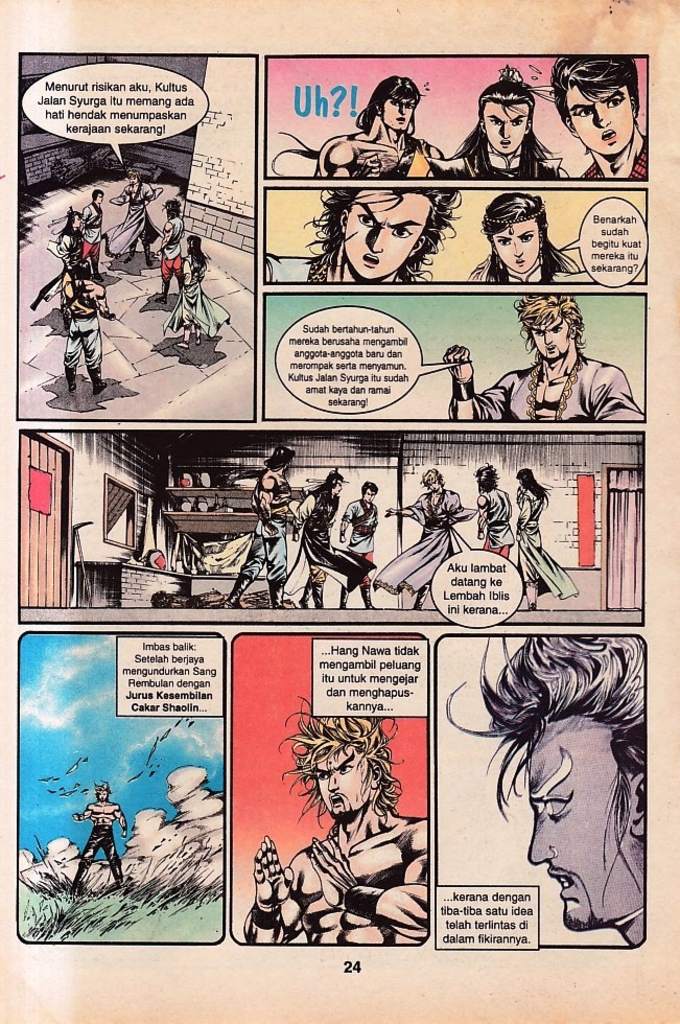 Menurut risikan aku, Kultus
Jalan Syurga itu memang ada
hati hendak menumpaskan
kerajaan sekarang!
Uh?!
Benarkah
sudah
begitu kuat
mereka itu
sekarang?
Sudah bertahun-tahun
mereka berusaha mengambil
anggota-anggota baru dan
merompak serta menyamun.
Kultus Jalan Syurga itu sudah
amat kaya dan ramai
sekarang!
Aku lambat
datang ke
Lembah Iblis
ini kerana...
Imbas balik:
Setelah berjaya
mengundurkan Sang
Rembulan dengan
Jurus Kesembilan
Cakar Shaolin...
...Hang Nawa tidak
mengambil peluang
itu untuk mengejar
dan menghapus-
kannya...
...kerana dengan
tiba-tiba satu idea
telah terlintas di
dalam fikirannya.
24